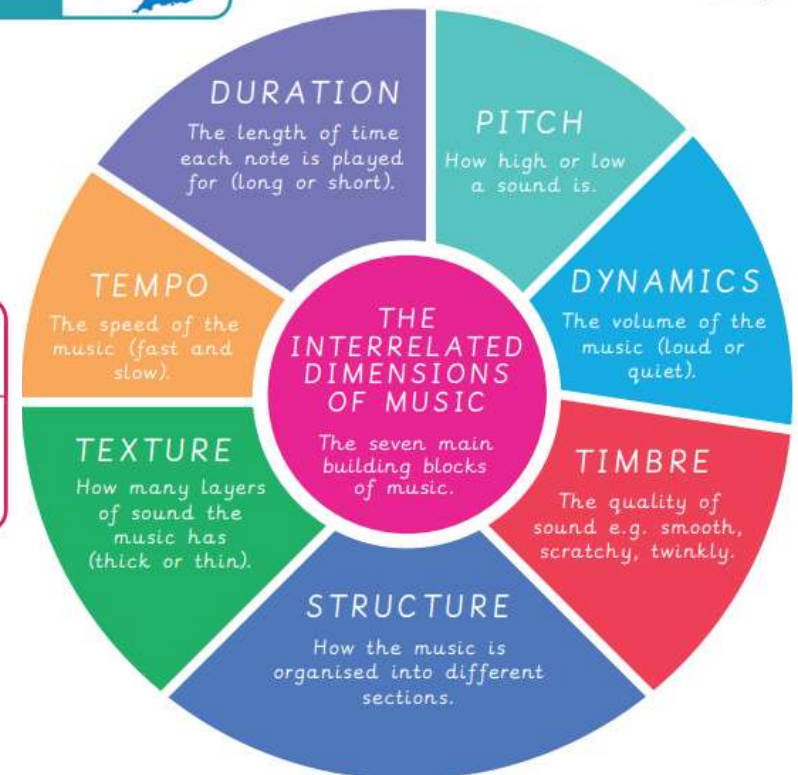 DURATION
The length of time
each note is played
for (long or short).
PITCH
How high or low
a sound is.
DYNAMICS
The volume of the
music (loud or
quiet).
TIMBRE
The quality of
sound e.g. smooth,
scratchy, twinkly.
STRUCTURE
How the music is
organised into different
sections.
TEXTURE
How many layers
of sound the
music has
(thick or thin).
TEMPO
The speed of the
music (fast and
slow).
THE
INTERRELATED
DIMENSIONS
OF MUSIC
The seven main
building blocks
of music.